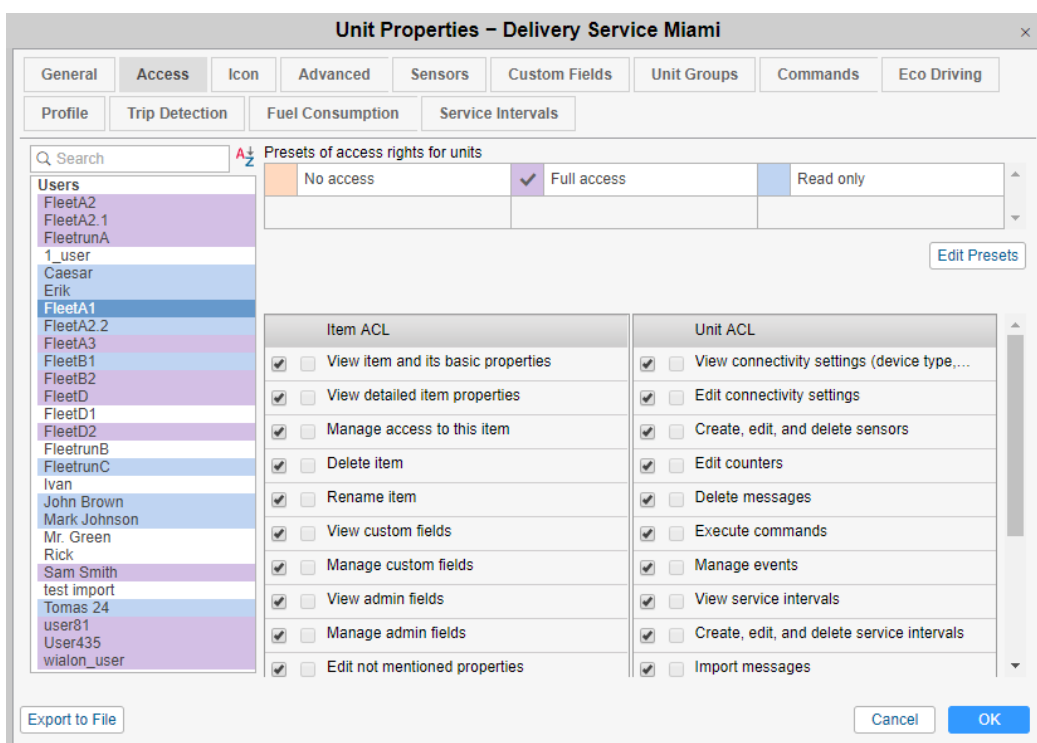 Unit Properties – Delivery Service Miami
General Access Icon Advanced Sensors Custom Fields Unit Groups Commands Eco Driving
Profile Trip Detection Fuel Consumption Service Intervals
Search
Users
FleetA2
FleetA2.1
FleetrunA
1_user
Caesar
Erik
FleetA1
FleetA2.2
FleetA3
FleetB1
FleetB2
FleetD
FleetD1
FleetD2
FleetrunB
FleetrunC
Ivan
John Brown
Mark Johnson
Mr. Green
Rick
Sam Smith
test import
Tomas 24
user81
User435
wialon_user
A
Z
Presets of access rights for units
No access Full access Read only
Edit Presets
Item ACL Unit ACL
View item and its basic properties View connectivity settings (device type,...
View detailed item properties Edit connectivity settings
Manage access to this item Create, edit, and delete sensors
Delete item Edit counters
Rename item Delete messages
View custom fields Execute commands
Manage custom fields Manage events
View admin fields View service intervals
Manage admin fields Create, edit, and delete service intervals
Edit not mentioned properties Import messages
Export to File Cancel OK